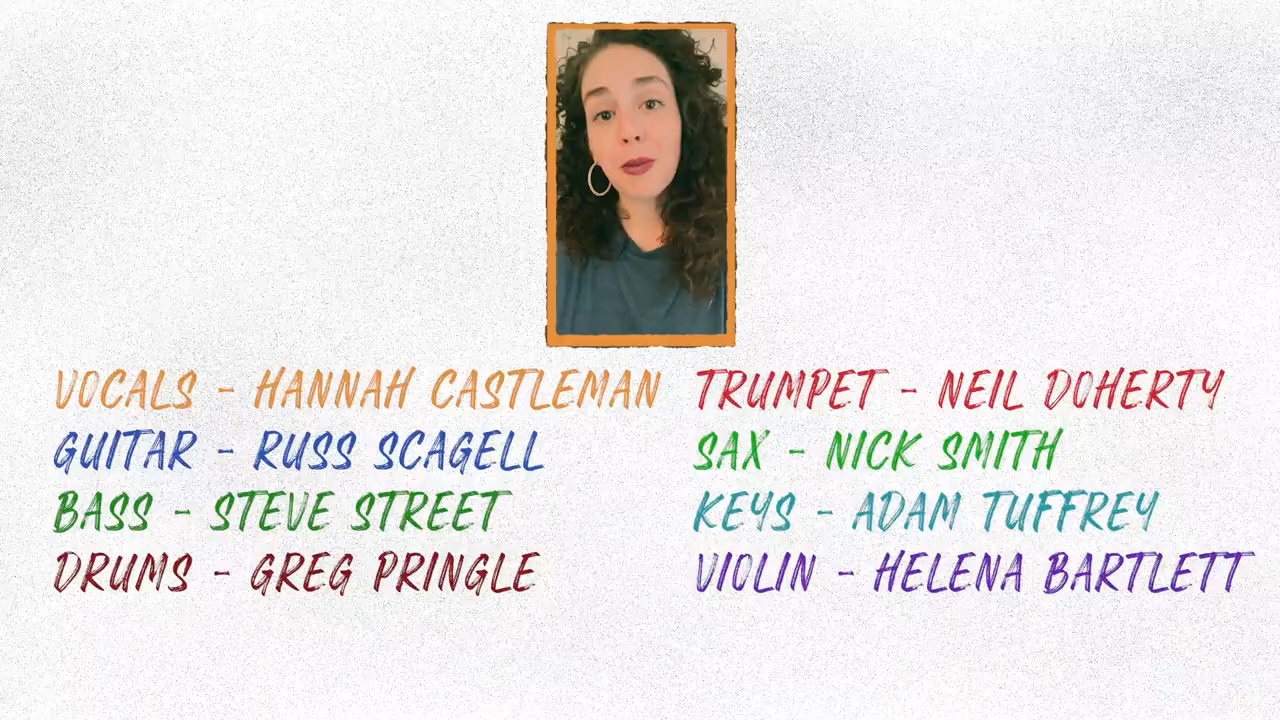 VOCALS - HANNAH CASTLEMAN
GUITAR - RUSS SCAGELL
BASS - STEVE STREET
DRUMS - GREG PRINGLE
TRUMPET - NEIL DOHERTY
SAX - NICK SMITH
KEYS - ADAM TUFFREY
VIOLIN - HELENA BARTLETT